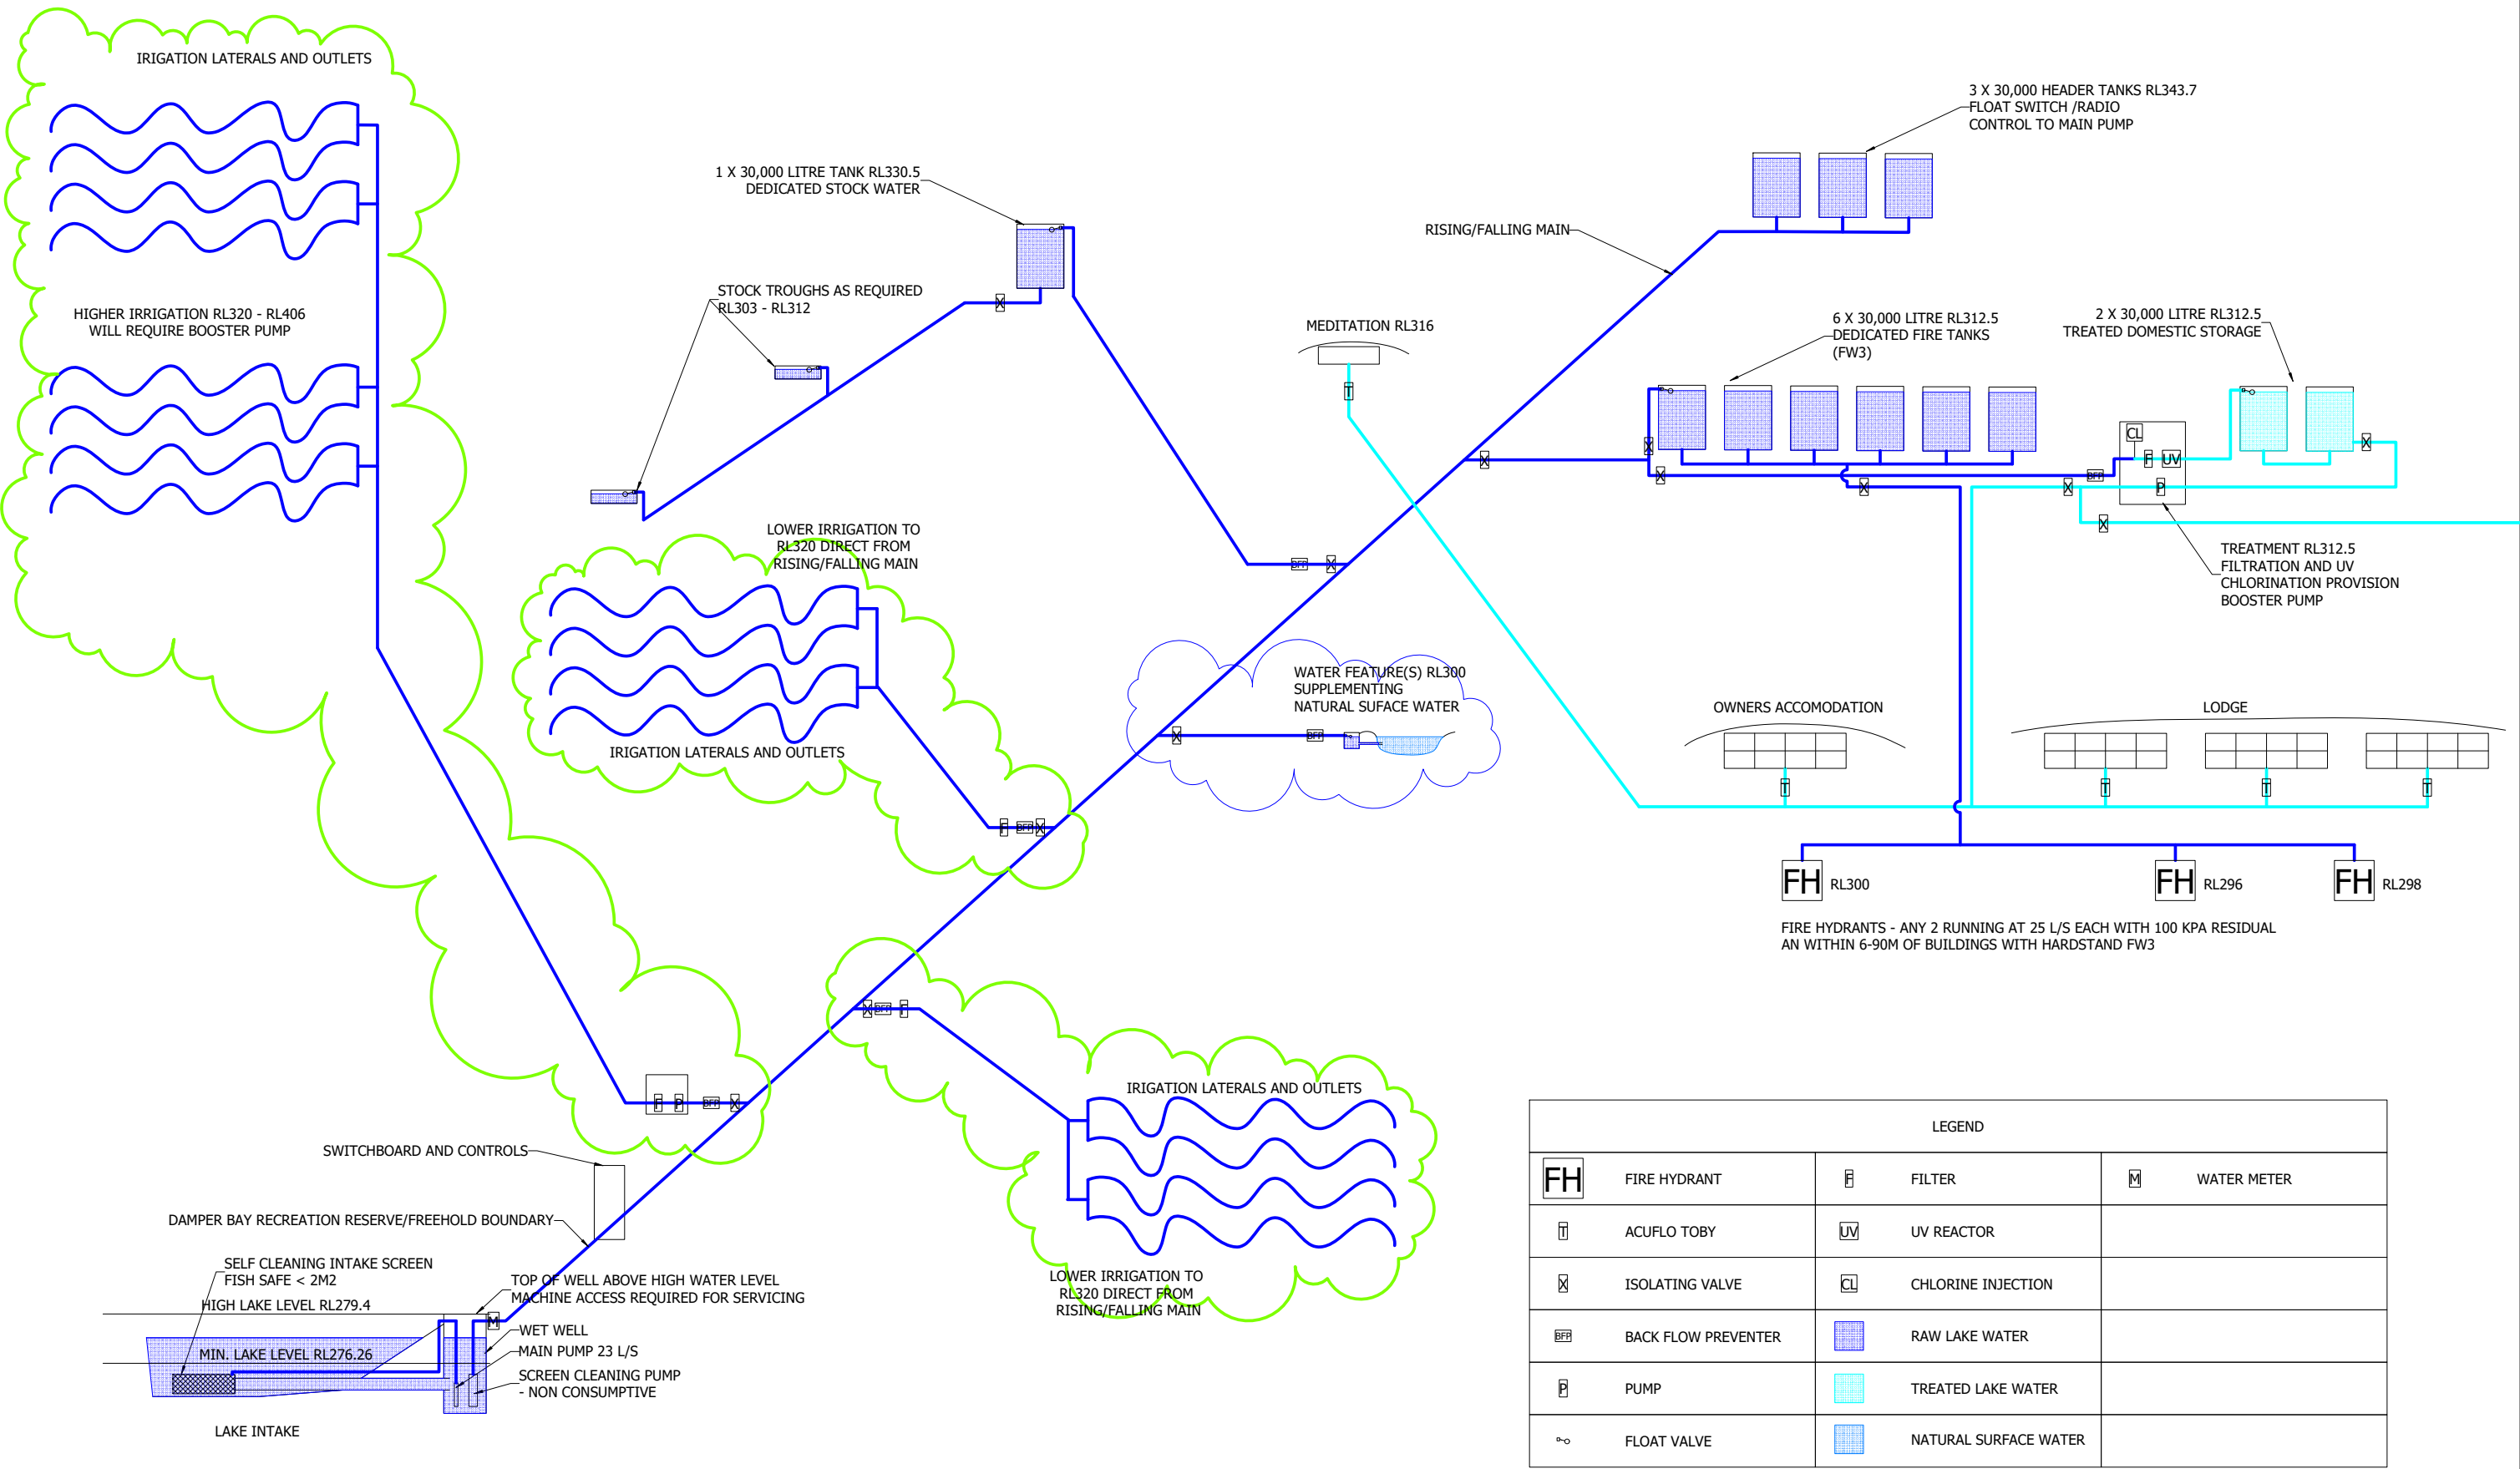 IRIGATION LATERALS AND OUTLETS
HIGHER IRRIGATION RL320 - RL406
WILL REQUIRE BOOSTER PUMP
1 X 30,000 LITRE TANK RL330.5
DEDICATED STOCK WATER
STOCK TROUGHS AS REQUIRED
RL303 - RL312
X
LOWER IRRIGATION TO
RL320 DIRECT FROM
RISING/FALLING MAIN
IRIGATION LATERALS AND OUTLETS
F BFP X
BFP X
3 X 30,000 HEADER TANKS RL343.7
FLOAT SWITCH /RADIO
CONTROL TO MAIN PUMP
RISING/FALLING MAIN
MEDITATION RL316
T
6 X 30,000 LITRE RL312.5
DEDICATED FIRE TANKS
(FW3)
2 X 30,000 LITRE RL312.5
TREATED DOMESTIC STORAGE
X
X
X
X
BFP
CL
F UV
P
X
X
X
TREATMENT RL312.5
FILTRATION AND UV
CHLORINATION PROVISION
BOOSTER PUMP
WATER FEATURE(S) RL300
SUPPLEMENTING
NATURAL SUFACE WATER
X BFP
OWNERS ACCOMODATION
LODGE
T T T T
FH RL300
FH RL296
FH RL298
FIRE HYDRANTS - ANY 2 RUNNING AT 25 L/S EACH WITH 100 KPA RESIDUAL
AN WITHIN 6-90M OF BUILDINGS WITH HARDSTAND FW3
X BFP F
IRIGATION LATERALS AND OUTLETS
LOWER IRRIGATION TO
RL320 DIRECT FROM
RISING/FALLING MAIN
F P BFP X
SWITCHBOARD AND CONTROLS
DAMPER BAY RECREATION RESERVE/FREEHOLD BOUNDARY
SELF CLEANING INTAKE SCREEN
FISH SAFE < 2M2
HIGH LAKE LEVEL RL279.4
TOP OF WELL ABOVE HIGH WATER LEVEL
MACHINE ACCESS REQUIRED FOR SERVICING
M
WET WELL
MAIN PUMP 23 L/S
MIN. LAKE LEVEL RL276.26
SCREEN CLEANING PUMP
- NON CONSUMPTIVE
LAKE INTAKE
LEGEND
FH FIRE HYDRANT F FILTER M WATER METER
T ACUFLO TOBY UV UV REACTOR
X ISOLATING VALVE CL CHLORINE INJECTION
BFP BACK FLOW PREVENTER RAW LAKE WATER
P PUMP TREATED LAKE WATER
FLOAT VALVE NATURAL SURFACE WATER